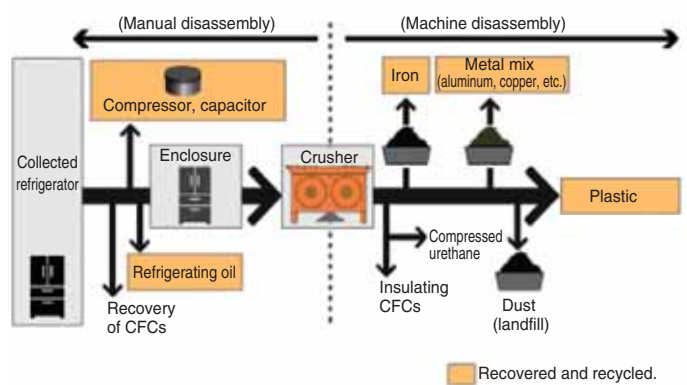 (Manual disassembly)
(Machine disassembly)
Compressor, capacitor
Iron
Metal mix
(aluminum, copper, etc.)
Collected
refrigerator
Enclosure
Crusher
Plastic
Refrigerating oil
Recovery
of CFCs
Compressed
urethane
Insulating
CFCs
Dust
(landfill)
Recovered and recycled.